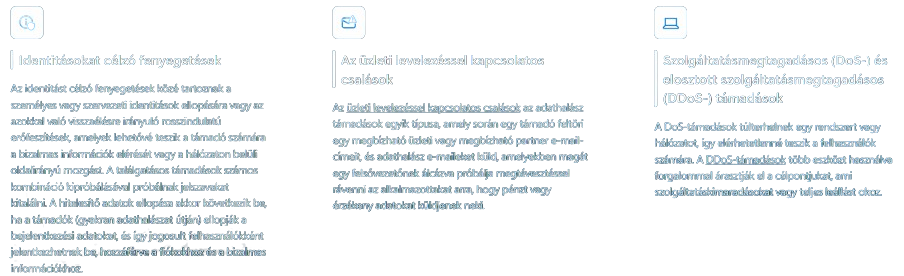 Identitásokat célzó fenyegetések
Az identitást célzó fenyegetések közé tartoznak a
személyes vagy szervezeti identitások ellopására vagy az
azokkal való visszaélésre irányuló rosszindulatú
erőfeszítések, amelyek lehetővé teszik a támadó számára
a bizalmas információk elérését vagy a hálózaton belüli
oldalirányú mozgást. A találgatásos támadások számos
kombináció kipróbálásával próbálnak jelszavakat
kitalálni. A hitelesítő adatok ellopása akkor következik be,
ha a támadók (gyakran adathalászat útján) ellopják a
bejelentkezési adatokat, és így jogosult felhasználókként
jelentkezhetnek be, hozzáférve a fiókokhoz és a bizalmas
információkhoz.
Az üzleti levelezéssel kapcsolatos
csalások
Az üzleti levelezéssel kapcsolatos csalások az adathalász
támadások egyik típusa, amely során egy támadó feltöri
egy megbízható üzleti vagy megbízható partner e-mail-
címeit, és adathalász e-maileket küld, amelyekben magát
egy felsővezetőnek álcázva próbálja megtévesztéssel
rávenni az alkalmazottakat arra, hogy pénzt vagy
érzékeny adatokat küldjenek neki.
Szolgáltatásmegtagadásos (DoS-) és
elosztott szolgáltatásmegtagadásos
(DDoS-) támadások
A DoS-támadások túlterhelnek egy rendszert vagy
hálózatot, így elérhetetlenné teszik a felhasználók
számára. A DDoS-támadások több eszközt használva
forgalommal árasztják el a célpontjukat, ami
szolgáltatáskimaradásokat vagy teljes leállást okoz.